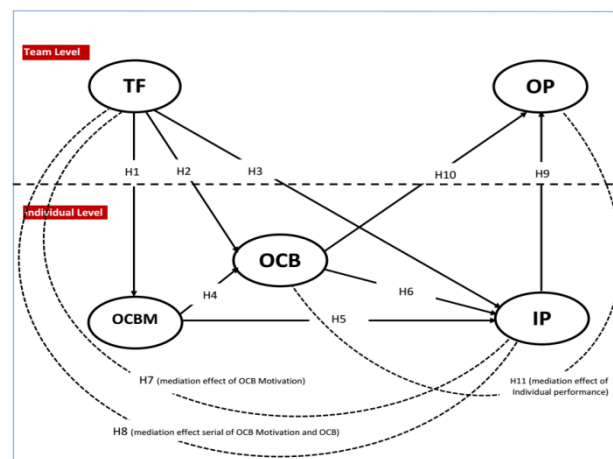 Team Level
TF
OP
H1
H2
H3
H10
H9
Individual Level
OCB
H4
H6
OCBM
H5
IP
H7 (mediation effect of OCB Motivation)
H11 (mediation effect of
Individual performance)
H8 (mediation effect serial of OCB Motivation and OCB)